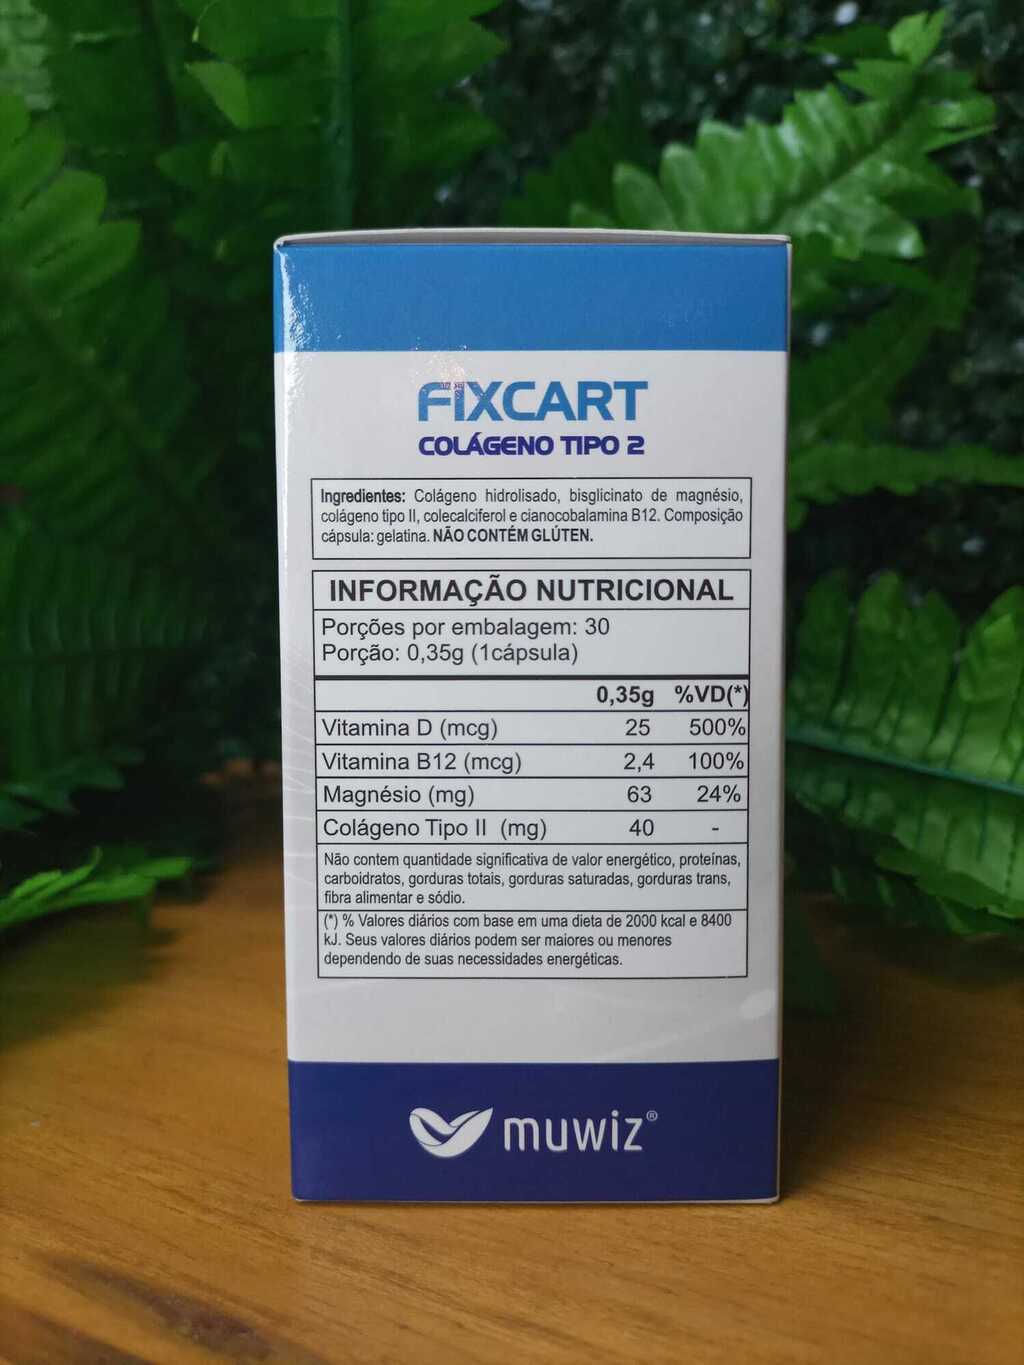 FIXCART
COLÁGENO TIPO 2
Ingredientes: Colágeno hidrolisado, bisglicinato de magnésio,
colágeno tipo II, colecalciferol e cianocobalamina B12. Composição
cápsula: gelatina. NÃO CONTÉM GLÚTEN.
INFORMAÇÃO NUTRICIONAL
Porções por embalagem: 30
Porção: 0,35g (1cápsula)
0,35g %VD(*)
Vitamina D (mcg) 25 500%
Vitamina B12 (mcg) 2,4 100%
Magnésio (mg) 63 24%
Colágeno Tipo II (mg) 40 -
Não contem quantidade significativa de valor energético, proteínas,
carboidratos, gorduras totais, gorduras saturadas, gorduras trans,
fibra alimentar e sódio.
(*) % Valores diários com base em uma dieta de 2000 kcal e 8400
kJ. Seus valores diários podem ser maiores ou menores
dependendo de suas necessidades energéticas.
muwiz®